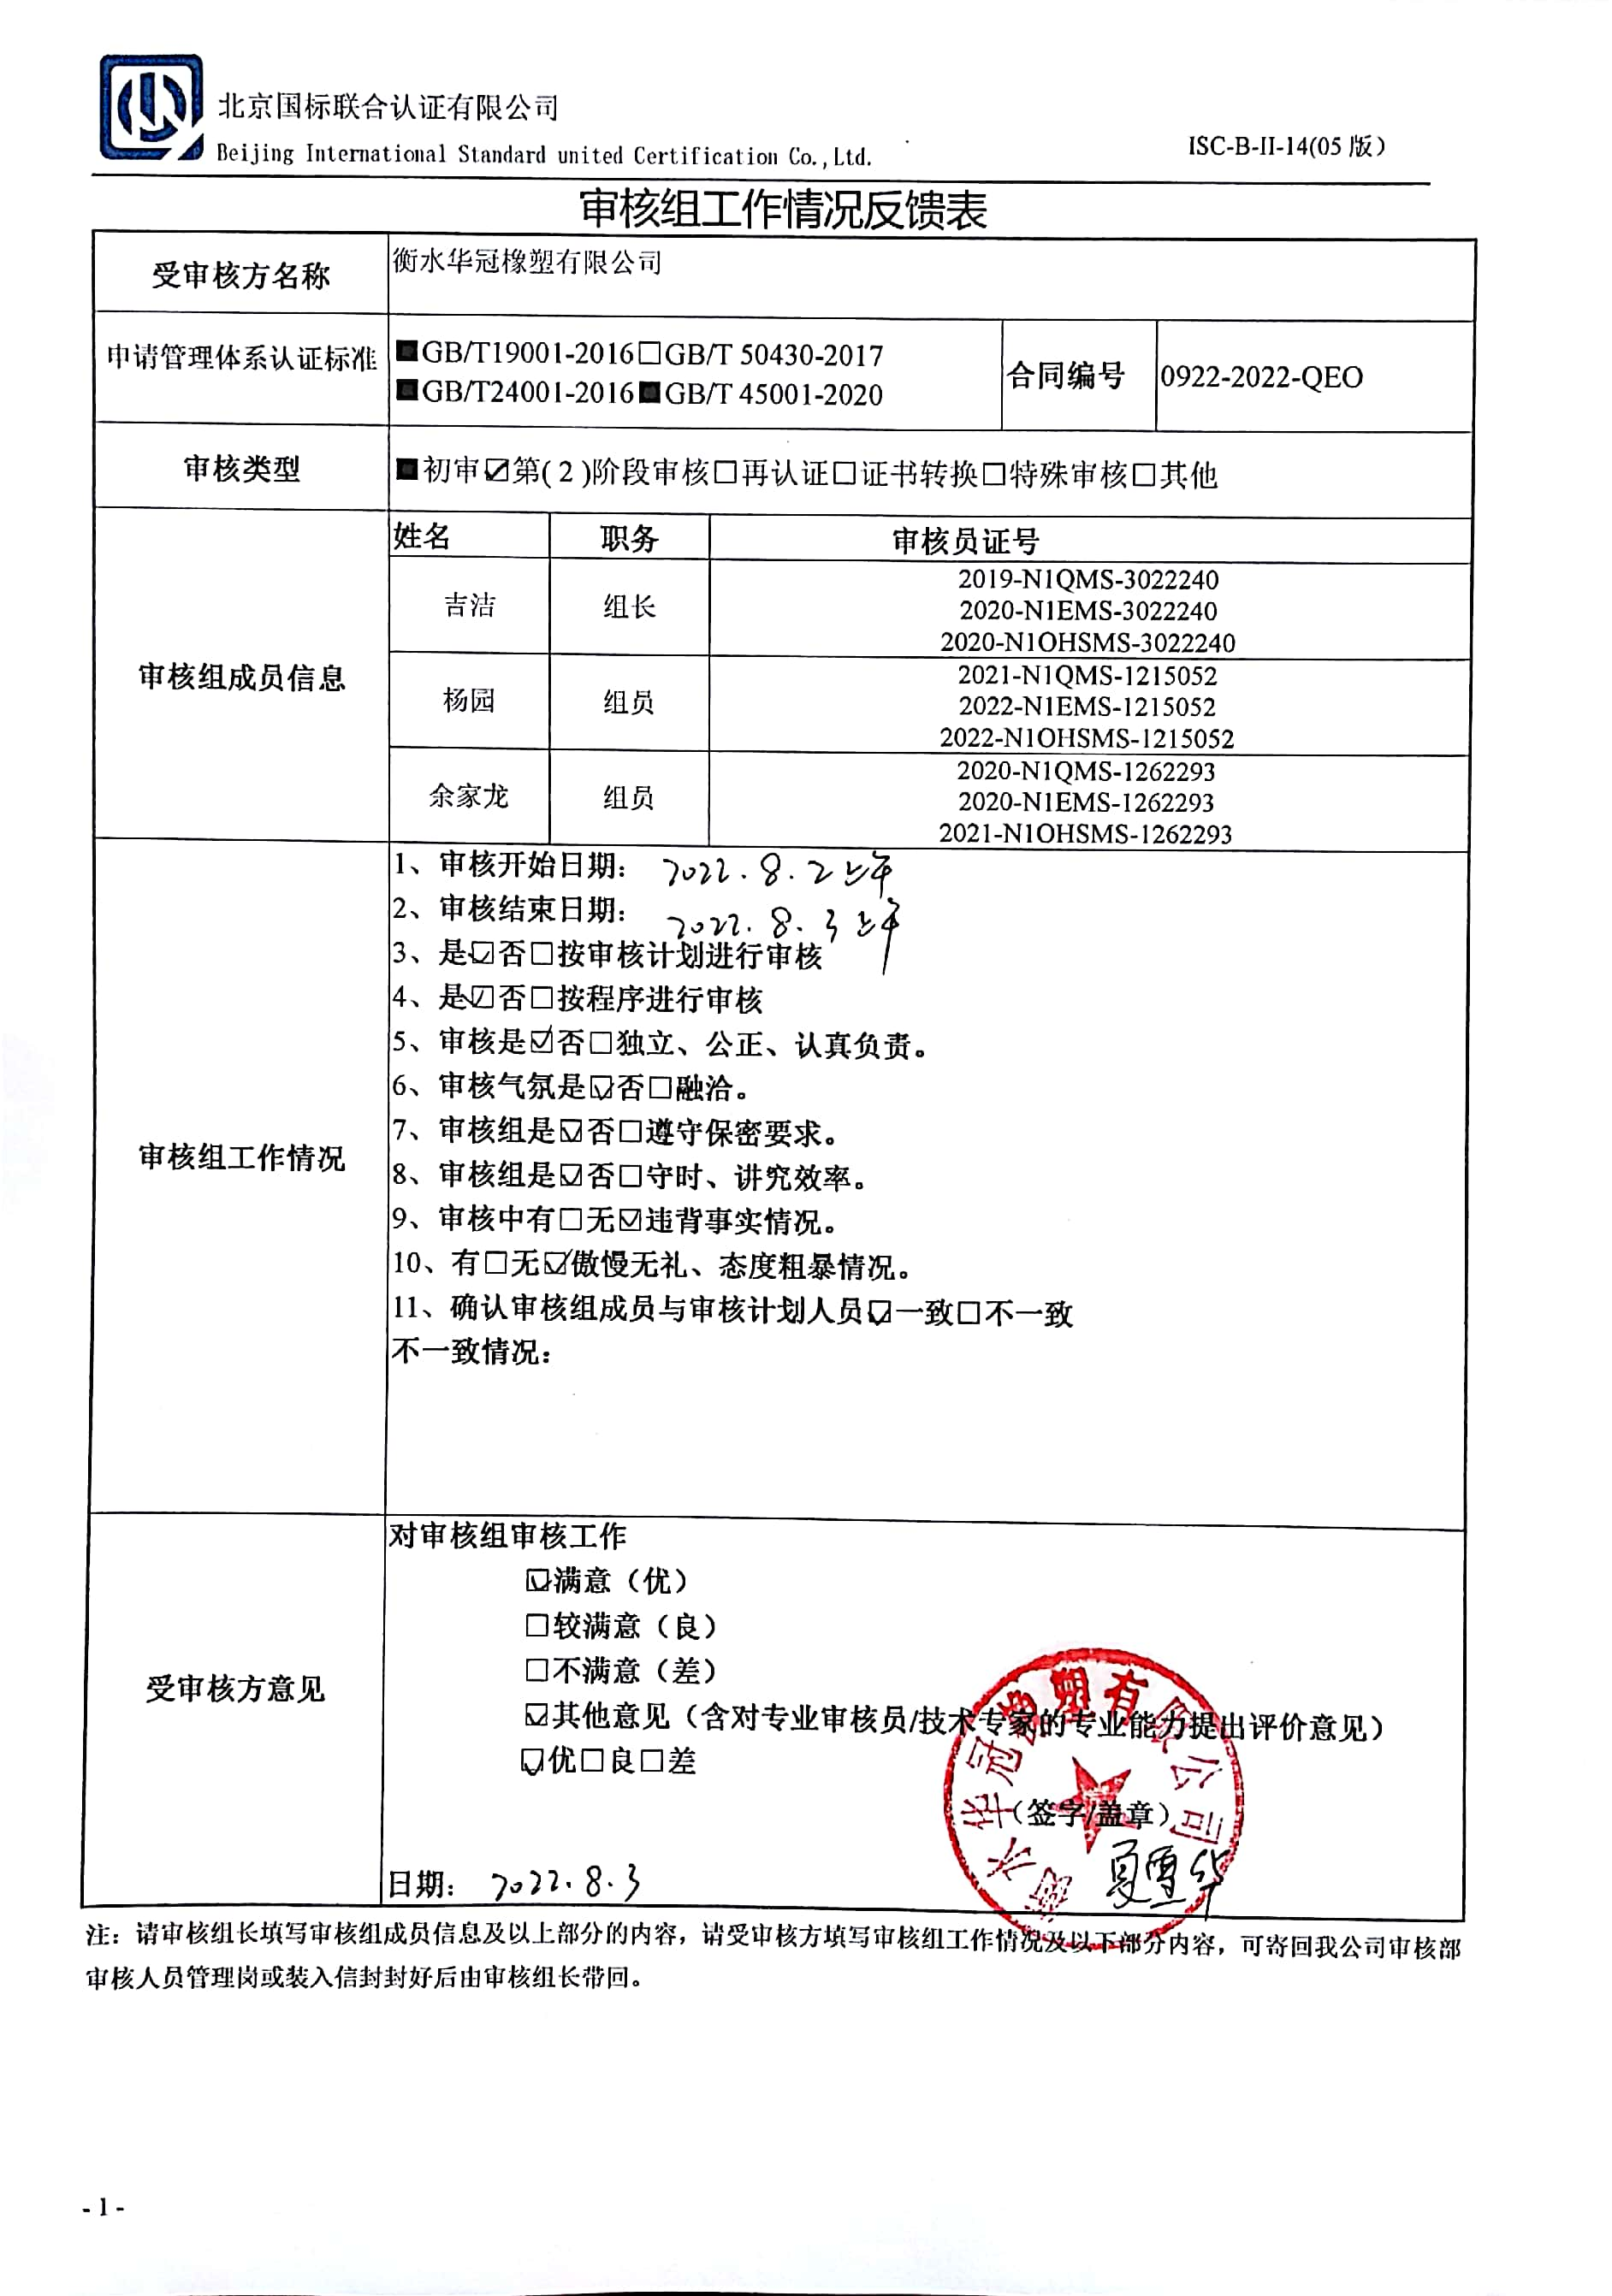 北京国标联合认证有限公司
Beijing International Standard united Certification Co.,Ltd.
ISC-B-II-14(05 版)
审核组工作情况反馈表
受审核方名称
衡水华冠橡塑有限公司
申请管理体系认证标准
■GB/T19001-2016□GB/T 50430-2017
■GB/T24001-2016■GB/T 45001-2020
合同编号
0922-2022-QEO
审核类型
■初审☑第(2)阶段审核□再认证□证书转换□特殊审核□其他
审核组成员信息
姓名 职务 审核员证号
吉洁 组长
2019-N1QMS-3022240
2020-N1EMS-3022240
2020-N1OHSMS-3022240
杨园 组员
2021-N1QMS-1215052
2022-N1EMS-1215052
2022-N1OHSMS-1215052
余家龙 组员
2020-N1QMS-1262293
2020-N1EMS-1262293
2021-N1OHSMS-1262293
审核组工作情况
1、审核开始日期： 2022.8.2上午
2、审核结束日期： 2022.8.3上午
3、是☑否□按审核计划进行审核
4、是☑否□按程序进行审核
5、审核是☑否□独立、公正、认真负责。
6、审核气氛是☑否□融洽。
7、审核组是☑否□遵守保密要求。
8、审核组是☑否□守时、讲究效率。
9、审核中有□无☑违背事实情况。
10、有□无☑傲慢无礼、态度粗暴情况。
11、确认审核组成员与审核计划人员☑一致□不一致
不一致情况：
受审核方意见
对审核组审核工作
☑满意（优）
□较满意（良）
□不满意（差）
☑其他意见（含对专业审核员/技术专家的专业能力提出评价意见）
☑优□良□差
（签字/盖章）
衡水华冠橡塑有限公司
日期： 2022.8.3
注：请审核组长填写审核组成员信息及以上部分的内容，请受审核方填写审核组工作情况及以下部分内容，可寄回我公司审核部
审核人员管理岗或装入信封封好后由审核组长带回。
- 1 -